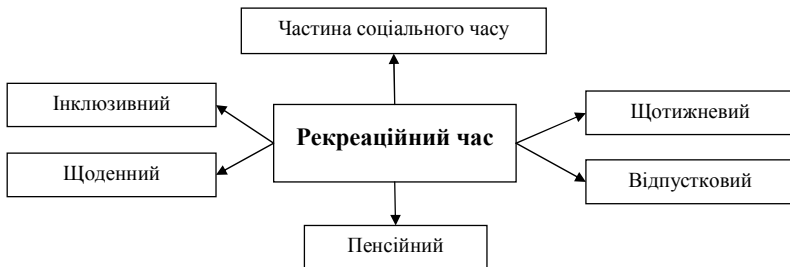 Частина соціального часу
Інклюзивний
Щотижневий
Рекреаційний час
Щоденний
Відпустковий
Пенсійний